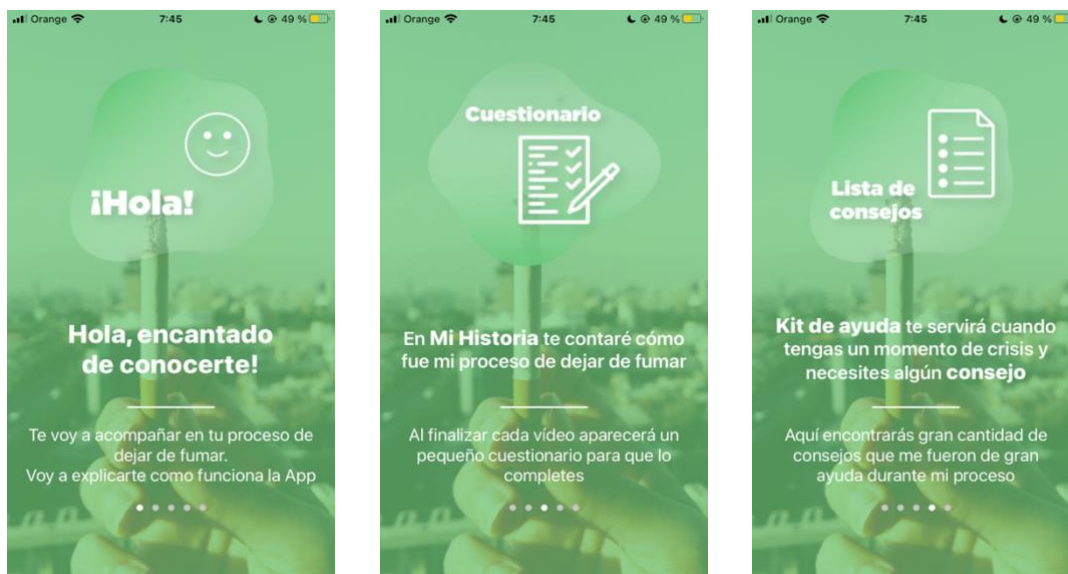 Orange 7:45 49 %
¡Hola!
Hola, encantado
de conocerte!
Te voy a acompañar en tu proceso de
dejar de fumar.
Voy a explicarte como funciona la App
Orange 7:45 49 %
Cuestionario
En Mi Historia te contaré cómo
fue mi proceso de dejar de fumar
Al finalizar cada vídeo aparecerá un
pequeño cuestionario para que lo
completes
Orange 7:45 49 %
Lista de
consejos
Kit de ayuda te servirá cuando
tengas un momento de crisis y
necesites algún consejo
Aquí encontrarás gran cantidad de
consejos que me fueron de gran
ayuda durante mi proceso